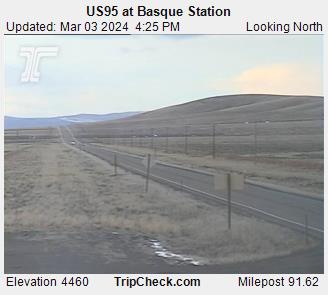 US95 at Basque Station
Updated: Mar 03 2024 4:25 PM Looking North
Elevation 4460 TripCheck.com Milepost 91.62